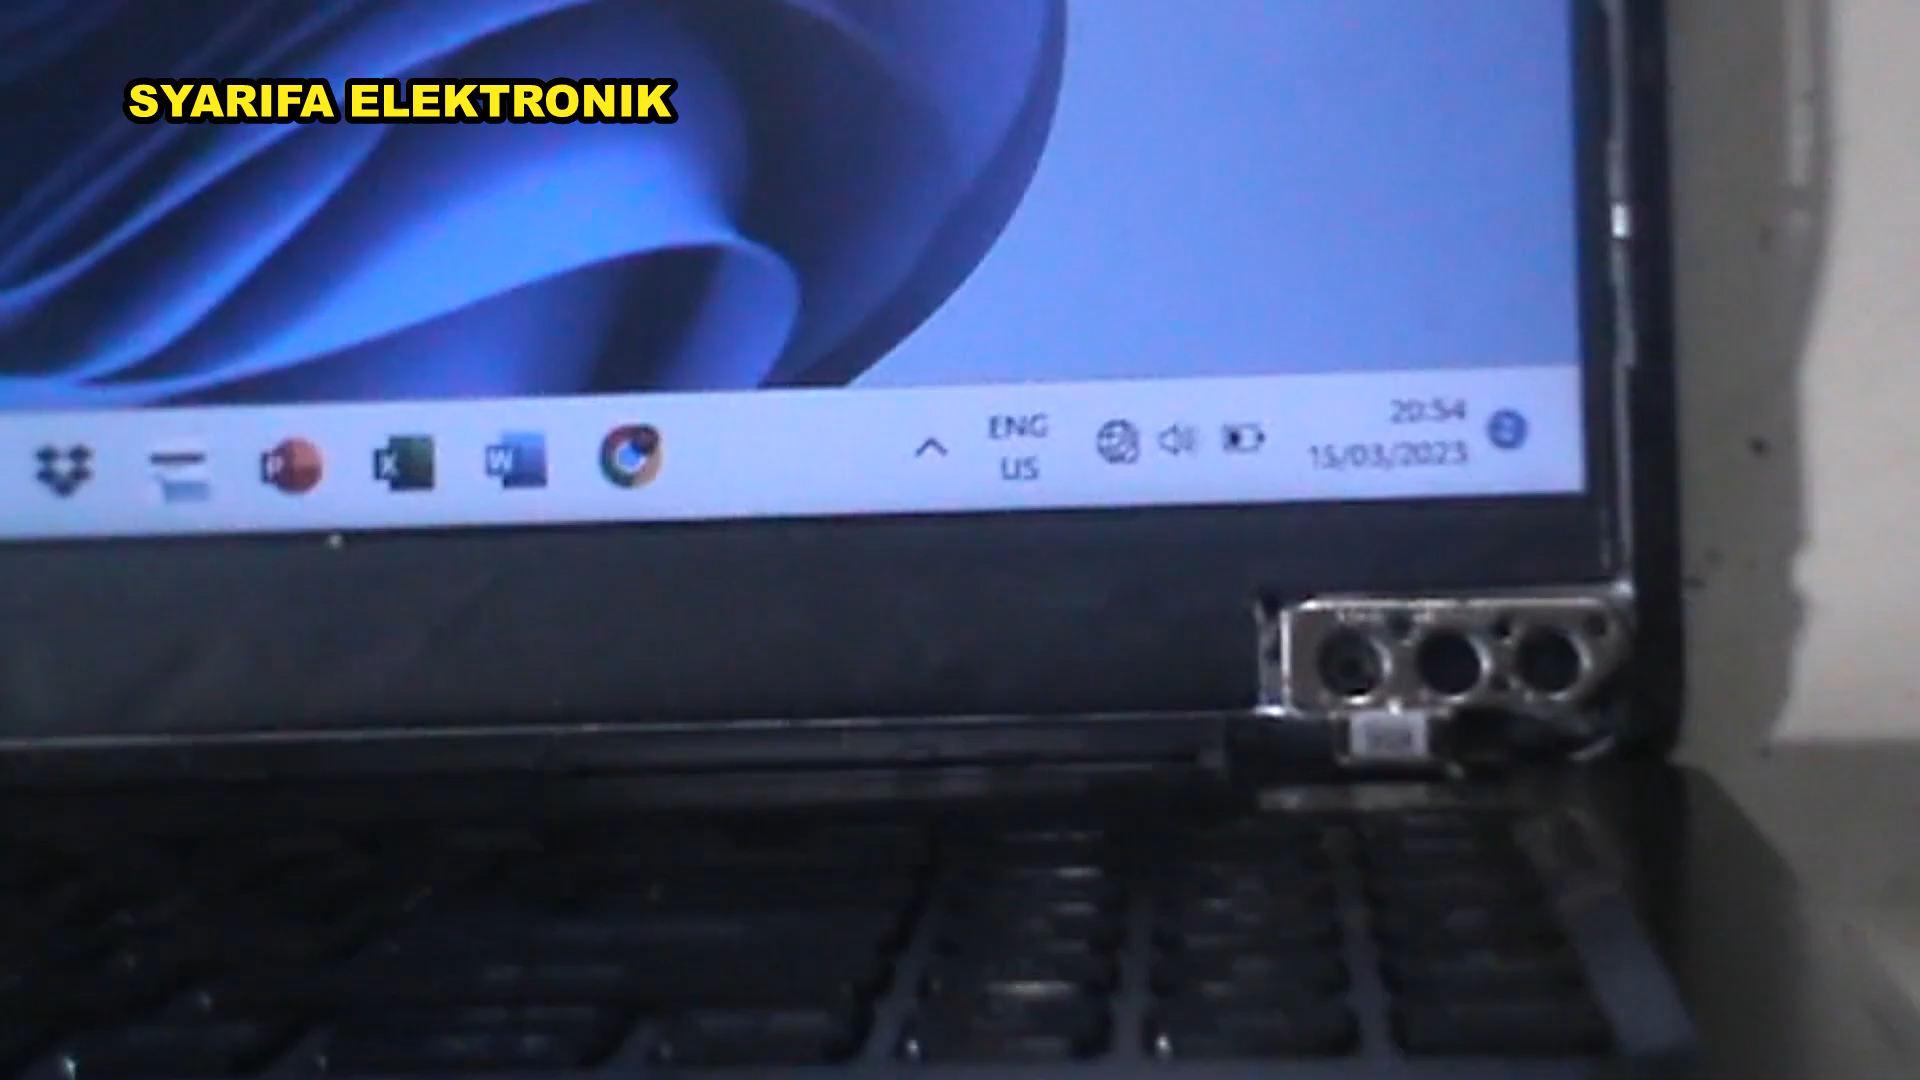 SYARIFA ELEKTRONIK
ENG
US
20:54
15/03/2023
P
X
W